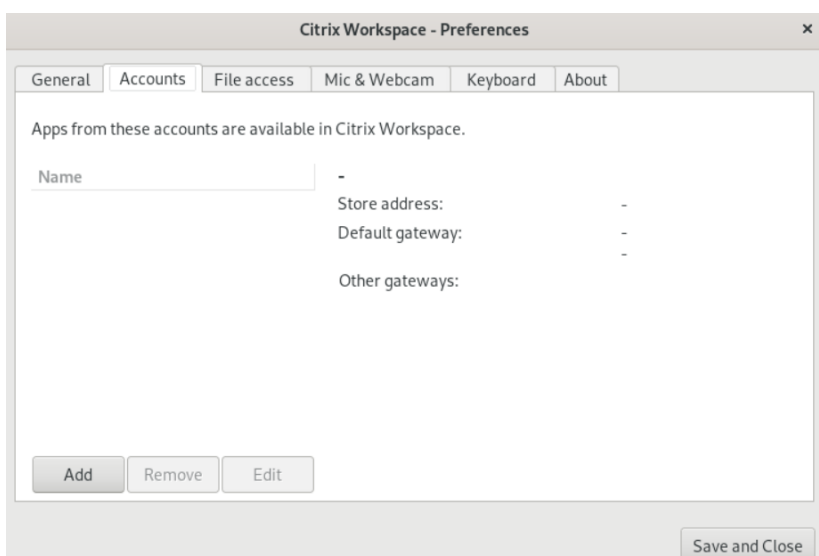 Citrix Workspace - Preferences ×
General Accounts File access Mic & Webcam Keyboard About
Apps from these accounts are available in Citrix Workspace.
Name -
Store address: -
Default gateway: -
-
Other gateways:
Add Remove Edit
Save and Close